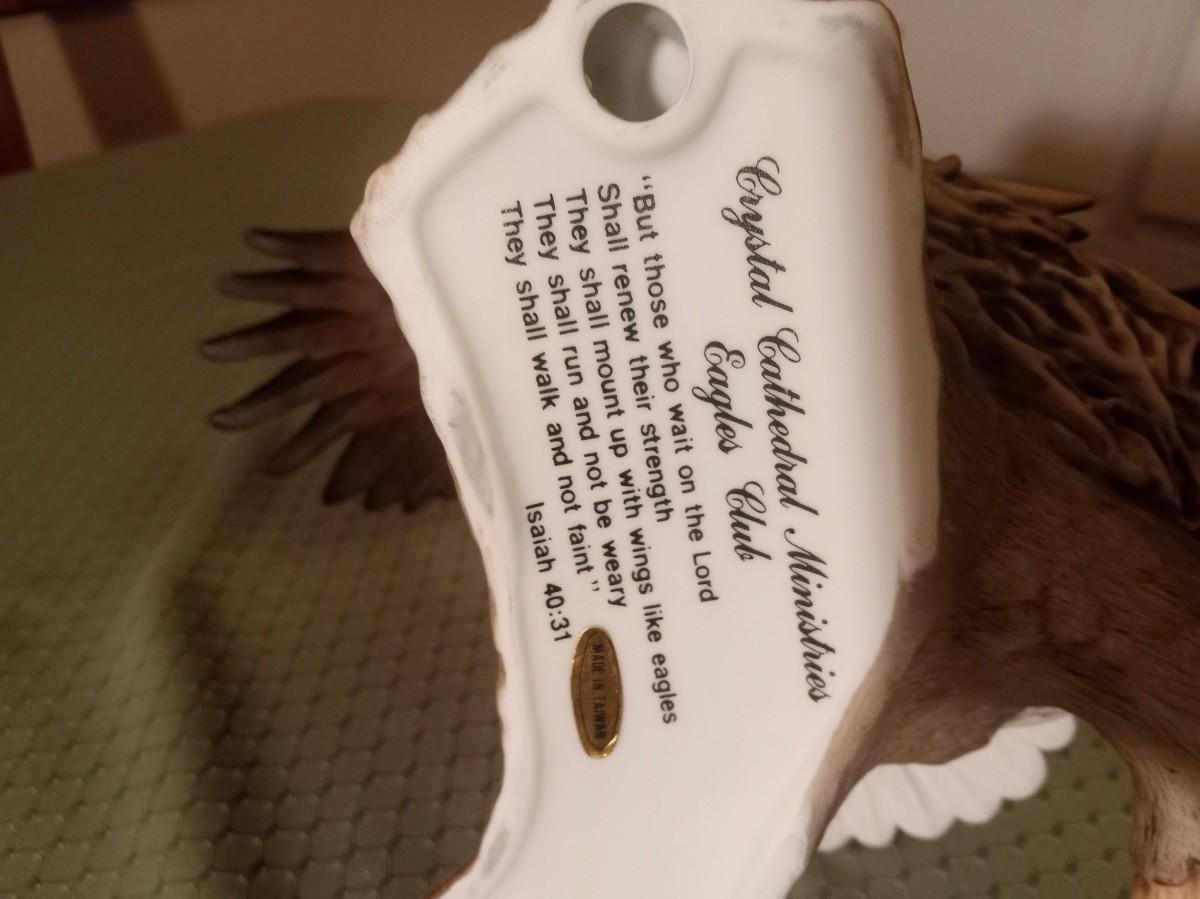 Crystal Cathedral Ministries
Eagles Club
“But those who wait on the Lord
Shall renew their strength
They shall mount up with wings like eagles
They shall run and not be weary
They shall walk and not faint”
Isaiah 40:31
MADE IN TAIWAN